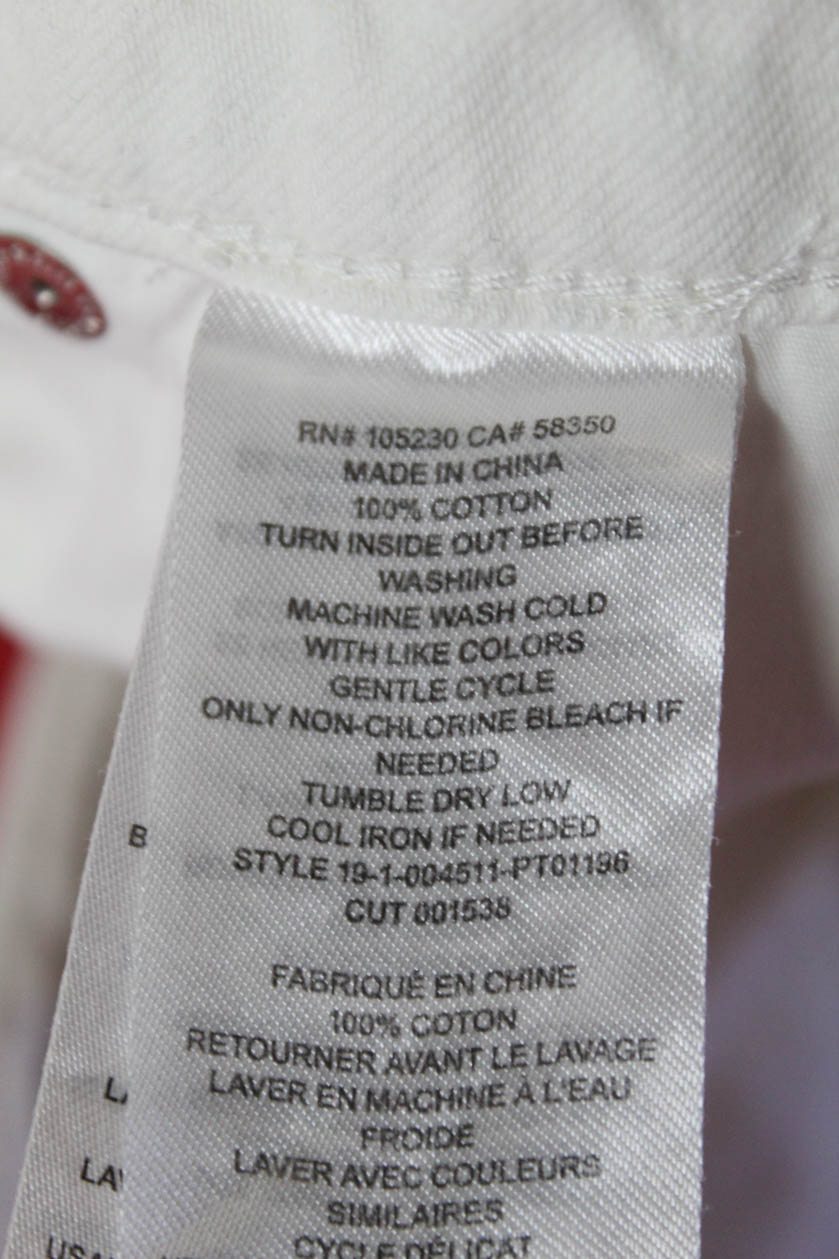 RN# 105230 CA# 58350
MADE IN CHINA
100% COTTON
TURN INSIDE OUT BEFORE
WASHING
MACHINE WASH COLD
WITH LIKE COLORS
GENTLE CYCLE
ONLY NON-CHLORINE BLEACH IF
NEEDED
TUMBLE DRY LOW
COOL IRON IF NEEDED
STYLE 19-1-004511-PT01196
CUT 001538
FABRIQUÉ EN CHINE
100% COTON
RETOURNER AVANT LE LAVAGE
LAVER EN MACHINE À L'EAU
FROIDE
LAVER AVEC COULEURS
SIMILAIRES
CYCLE DÉLICAT
B